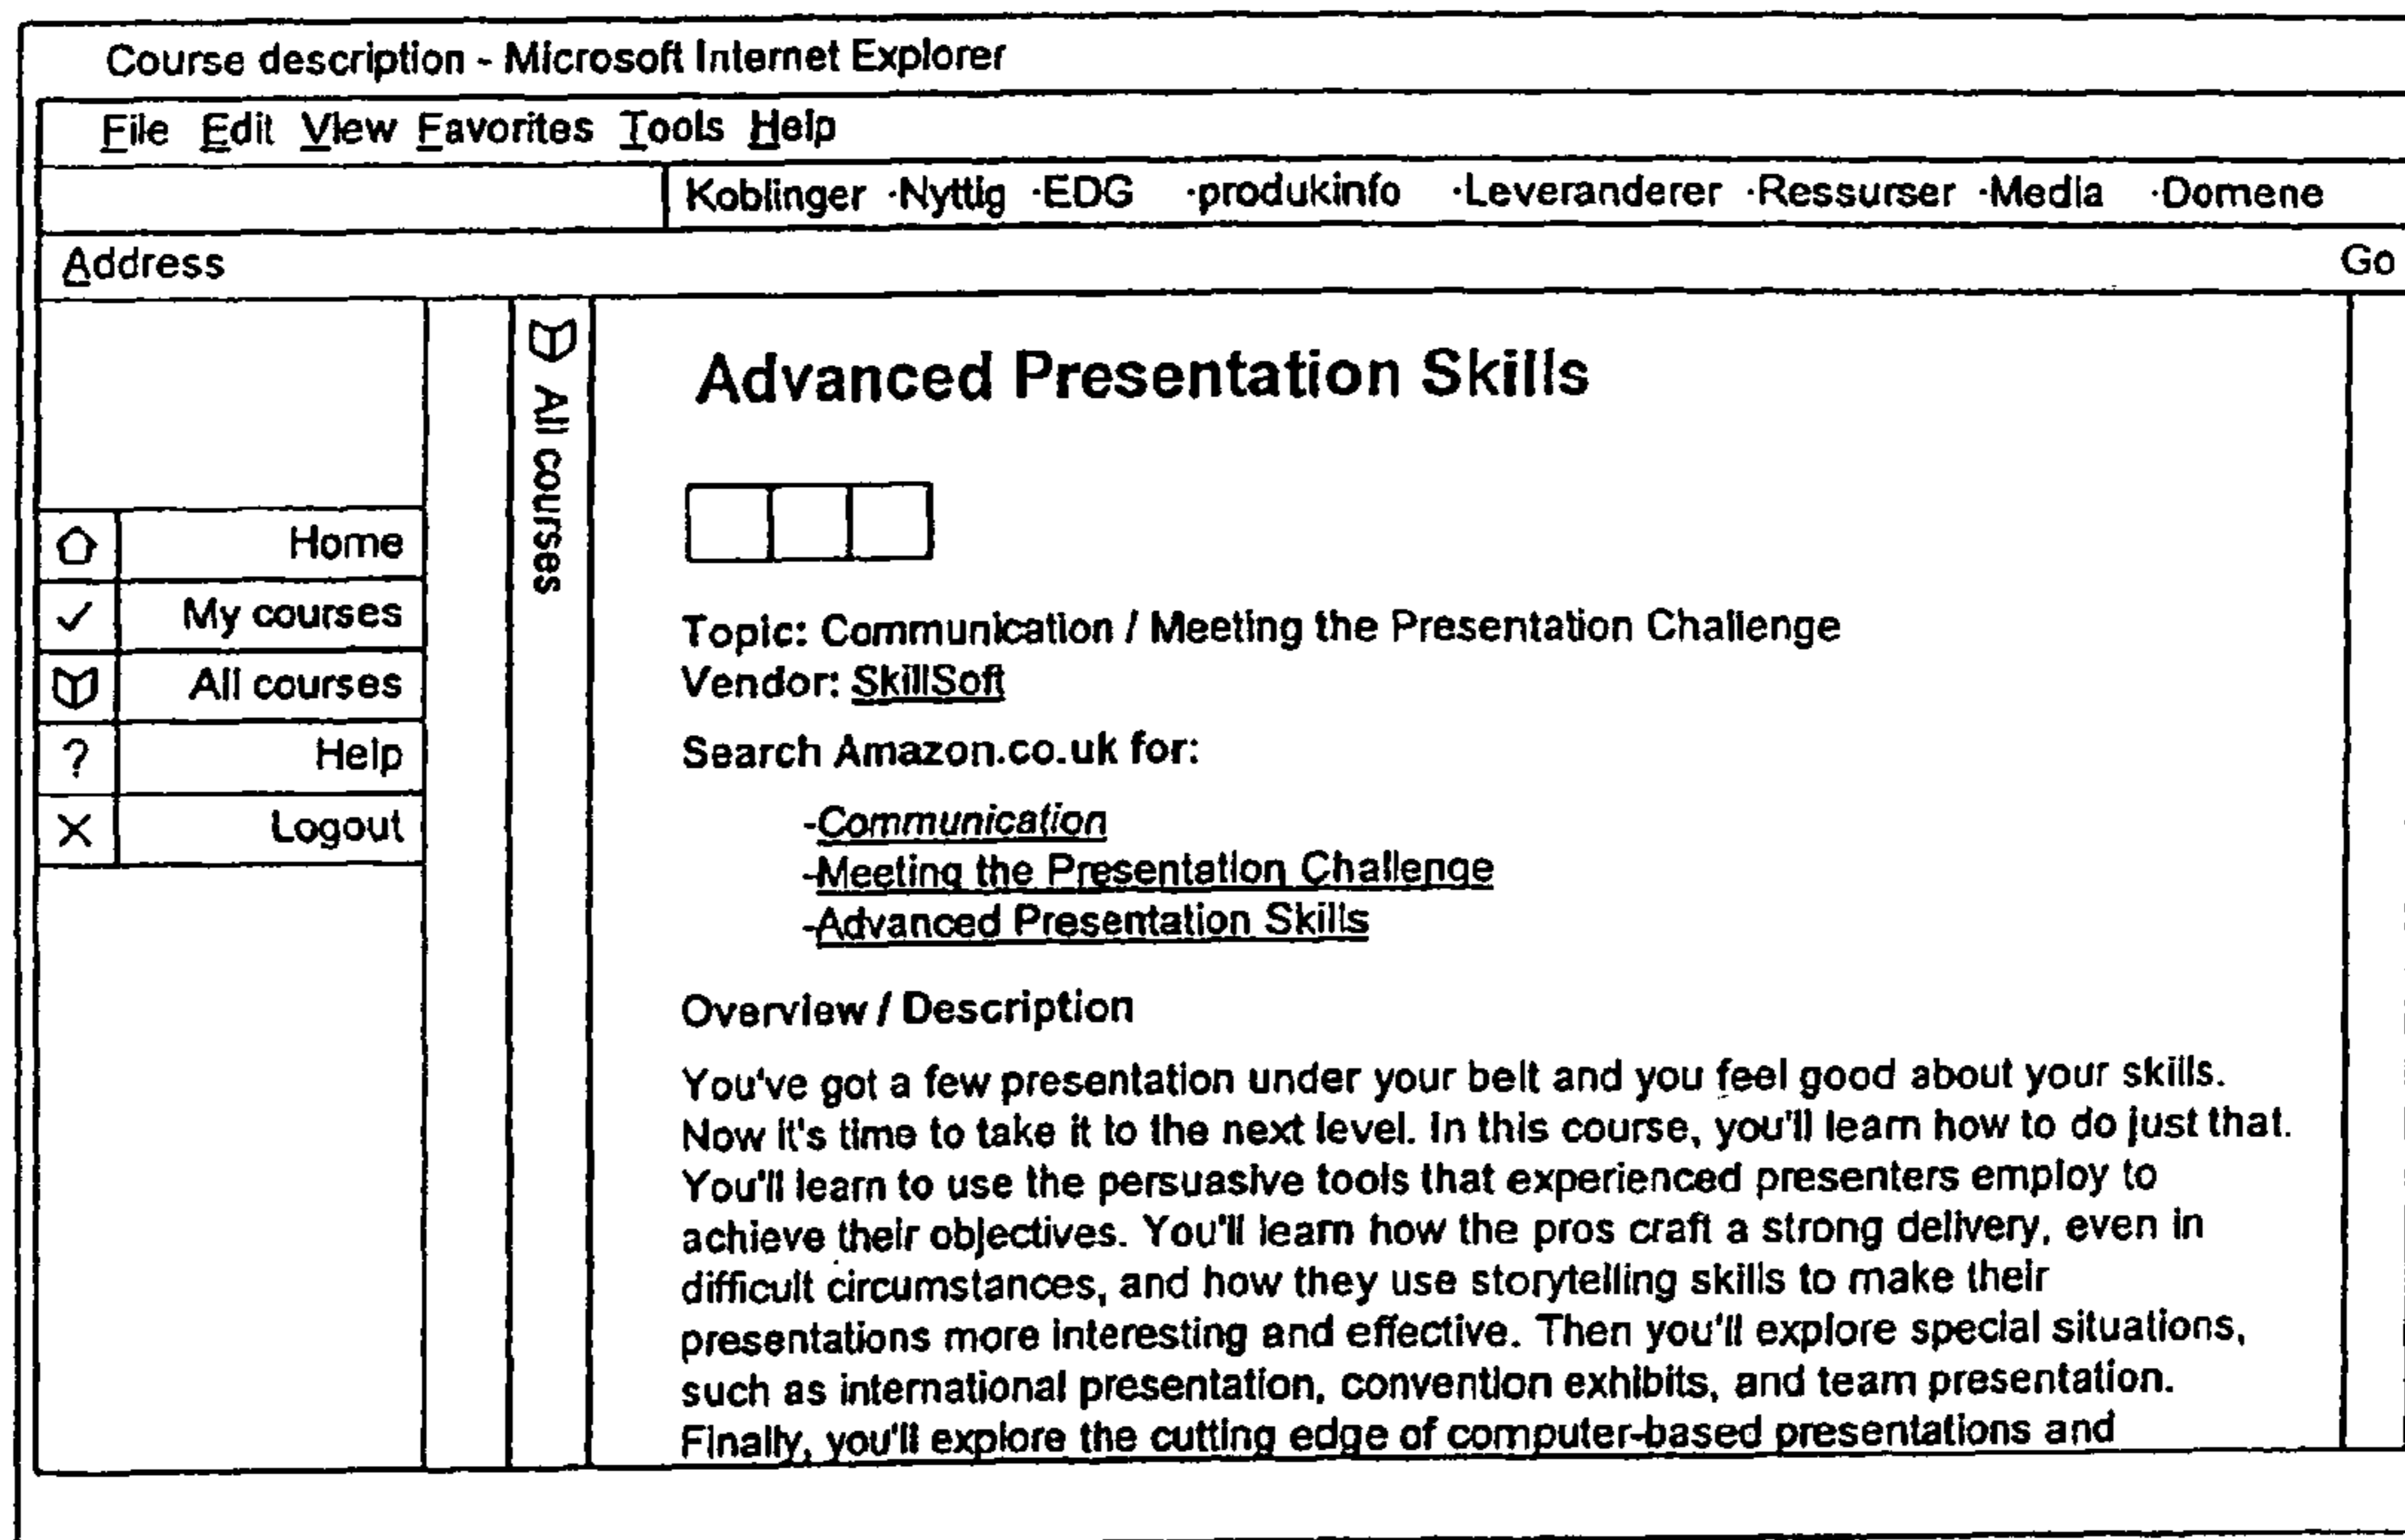 Course description - Microsoft Internet Explorer
File Edit View Favorites Tools Help
Koblinger ·Nyttig ·EDG ·produkinfo ·Leveranderer ·Ressurser ·Media ·Domene
Address Go
All courses
Advanced Presentation Skills
Home
My courses
All courses
? Help
Logout
Topic: Communication / Meeting the Presentation Challenge
Vendor: SkillSoft
Search Amazon.co.uk for:
-Communication
-Meeting the Presentation Challenge
-Advanced Presentation Skills
Overview / Description
You've got a few presentation under your belt and you feel good about your skills.
Now it's time to take it to the next level. In this course, you'll learn how to do just that.
You'll learn to use the persuasive tools that experienced presenters employ to
achieve their objectives. You'll learn how the pros craft a strong delivery, even in
difficult circumstances, and how they use storytelling skills to make their
presentations more interesting and effective. Then you'll explore special situations,
such as international presentation, convention exhibits, and team presentation.
Finally, you'll explore the cutting edge of computer-based presentations and